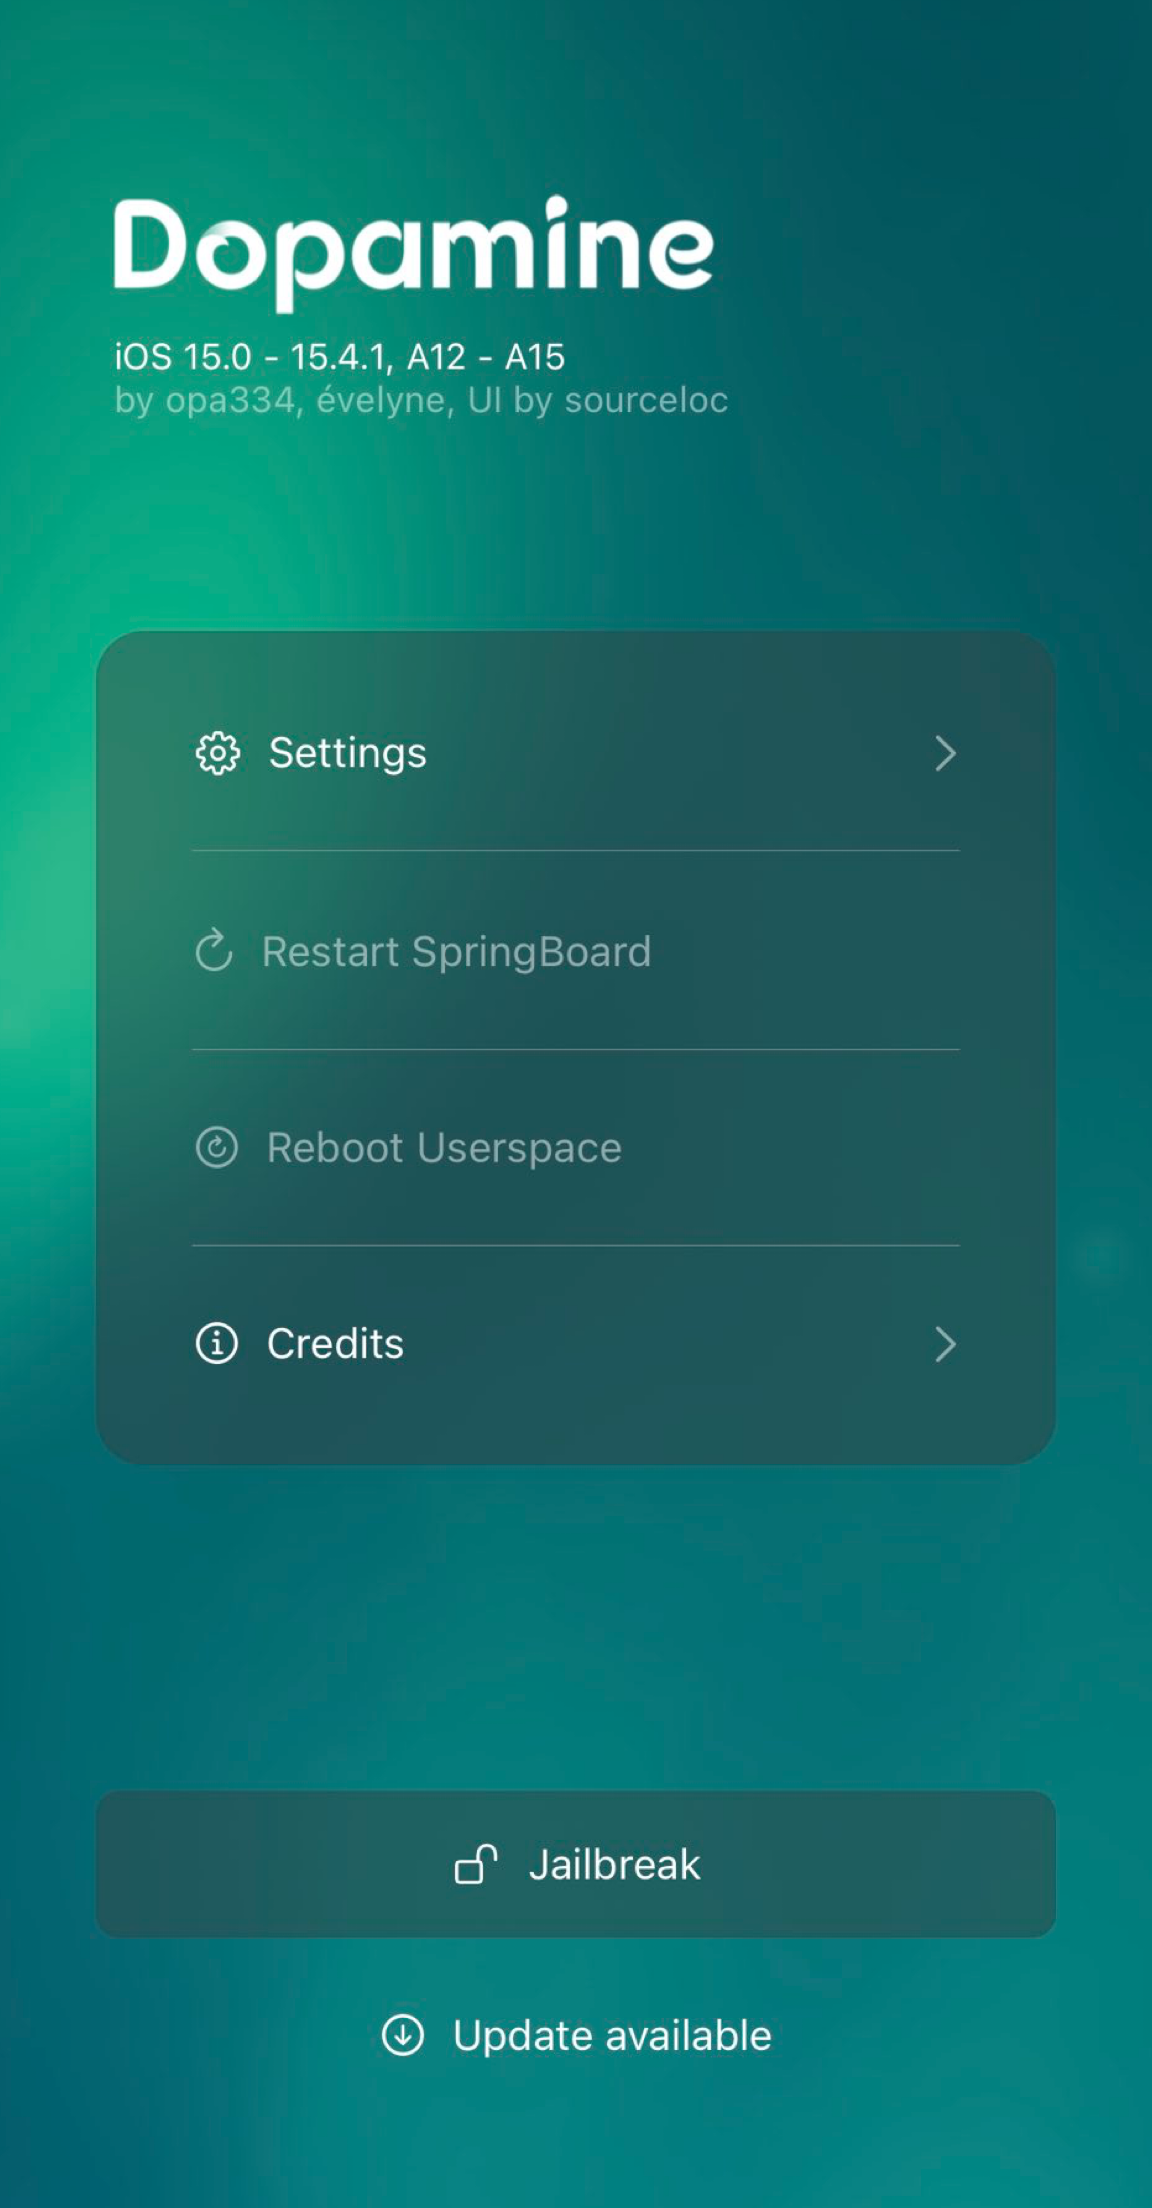 Dopamine
iOS 15.0 - 15.4.1, A12 - A15
by opa334, évelyne, UI by sourceloc
Settings
Restart SpringBoard
Reboot Userspace
Credits
Jailbreak
Update available